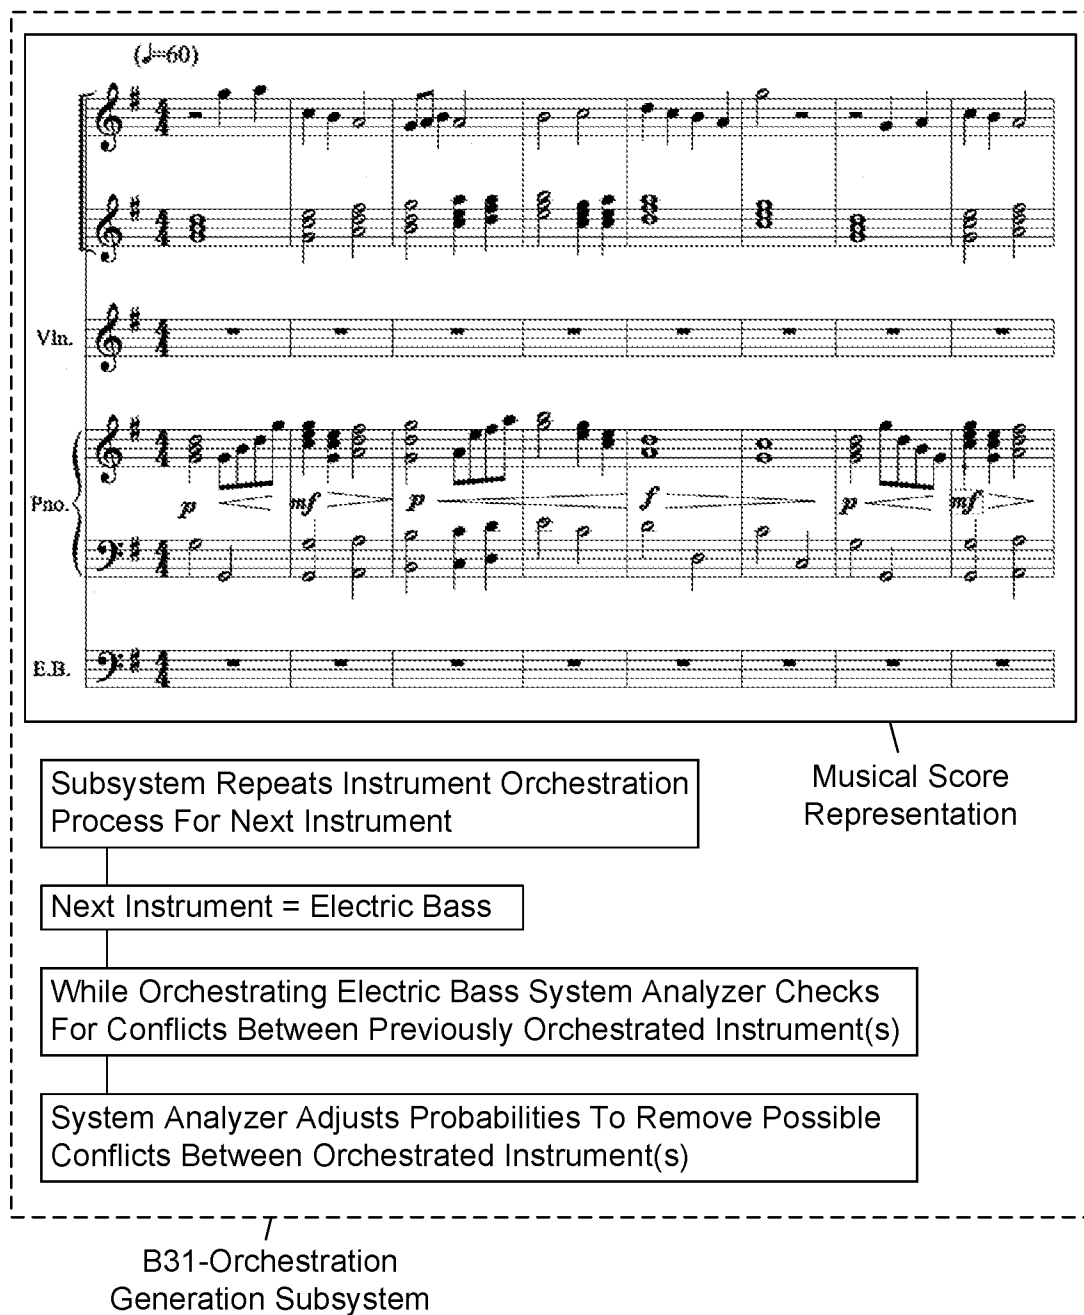 (♩=60)
Vln.
Pno.
p mf p f p mf
E.B.
Musical Score
Representation
Subsystem Repeats Instrument Orchestration
Process For Next Instrument
Next Instrument = Electric Bass
While Orchestrating Electric Bass System Analyzer Checks
For Conflicts Between Previously Orchestrated Instrument(s)
System Analyzer Adjusts Probabilities To Remove Possible
Conflicts Between Orchestrated Instrument(s)
B31-Orchestration
Generation Subsystem